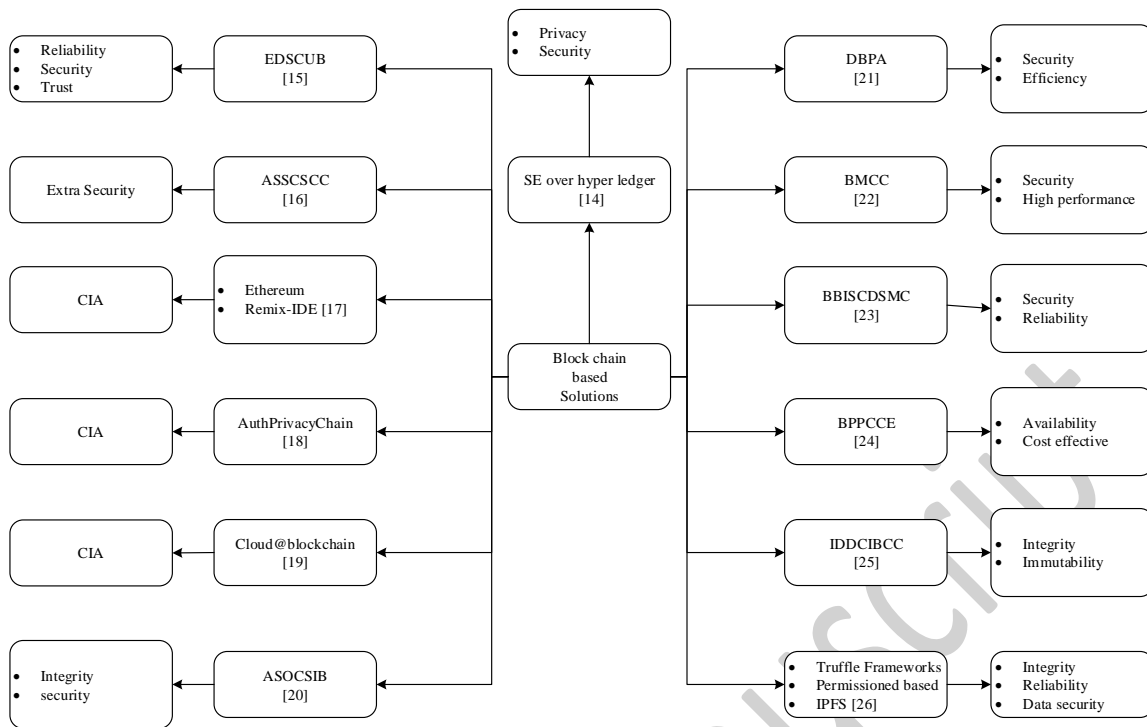 • Privacy
• Security
• Reliability
• Security
• Trust
EDSCUB
[15]
DBPA
[21]
• Security
• Efficiency
Extra Security
ASSCSCC
[16]
SE over hyper ledger
[14]
BMCC
[22]
• Security
• High performance
CIA
• Ethereum
• Remix-IDE [17]
BBISCDSMC
[23]
• Security
• Reliability
Block chain
based
Solutions
CIA
AuthPrivacyChain
[18]
BPPCCE
[24]
• Availability
• Cost effective
CIA
Cloud@blockchain
[19]
IDDCIBCC
[25]
• Integrity
• Immutability
• Integrity
• security
ASOCSIB
[20]
• Truffle Frameworks
• Permissioned based
• IPFS [26]
• Integrity
• Reliability
• Data security